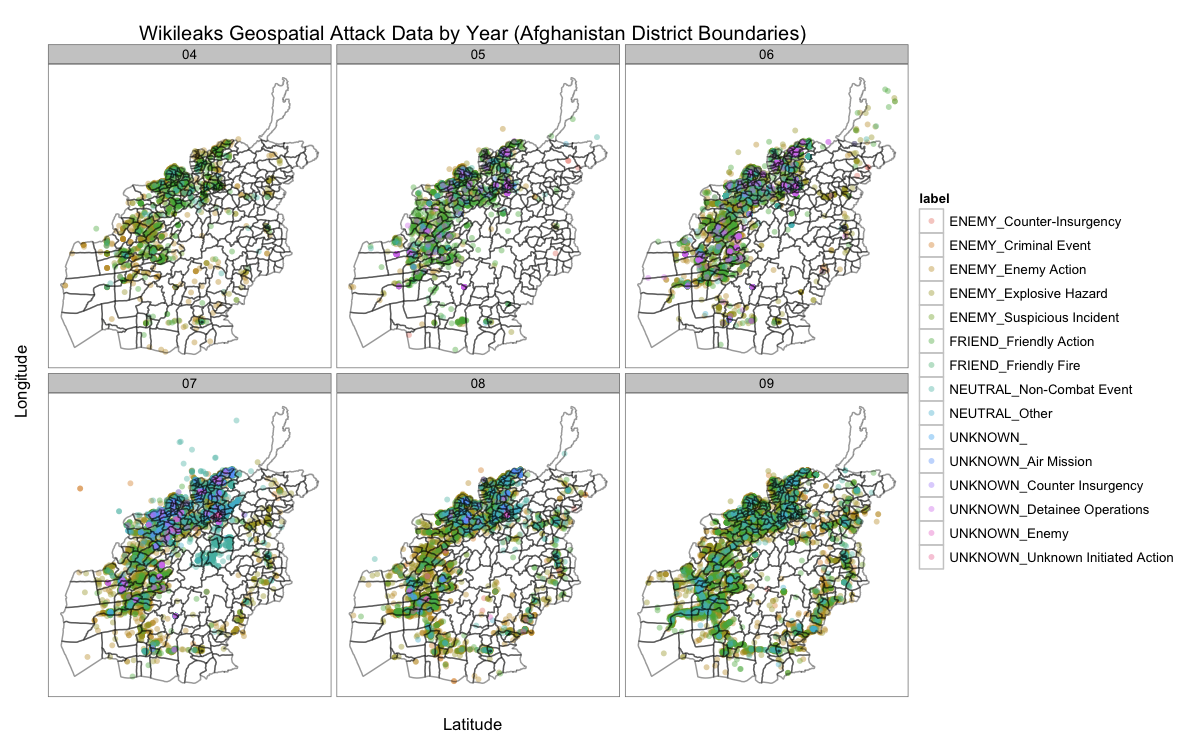 Wikileaks Geospatial Attack Data by Year (Afghanistan District Boundaries)
04
05
06
07
08
09
Longitude
Latitude
label
ENEMY_Counter-Insurgency
ENEMY_Criminal Event
ENEMY_Enemy Action
ENEMY_Explosive Hazard
ENEMY_Suspicious Incident
FRIEND_Friendly Action
FRIEND_Friendly Fire
NEUTRAL_Non-Combat Event
NEUTRAL_Other
UNKNOWN_
UNKNOWN_Air Mission
UNKNOWN_Counter Insurgency
UNKNOWN_Detainee Operations
UNKNOWN_Enemy
UNKNOWN_Unknown Initiated Action